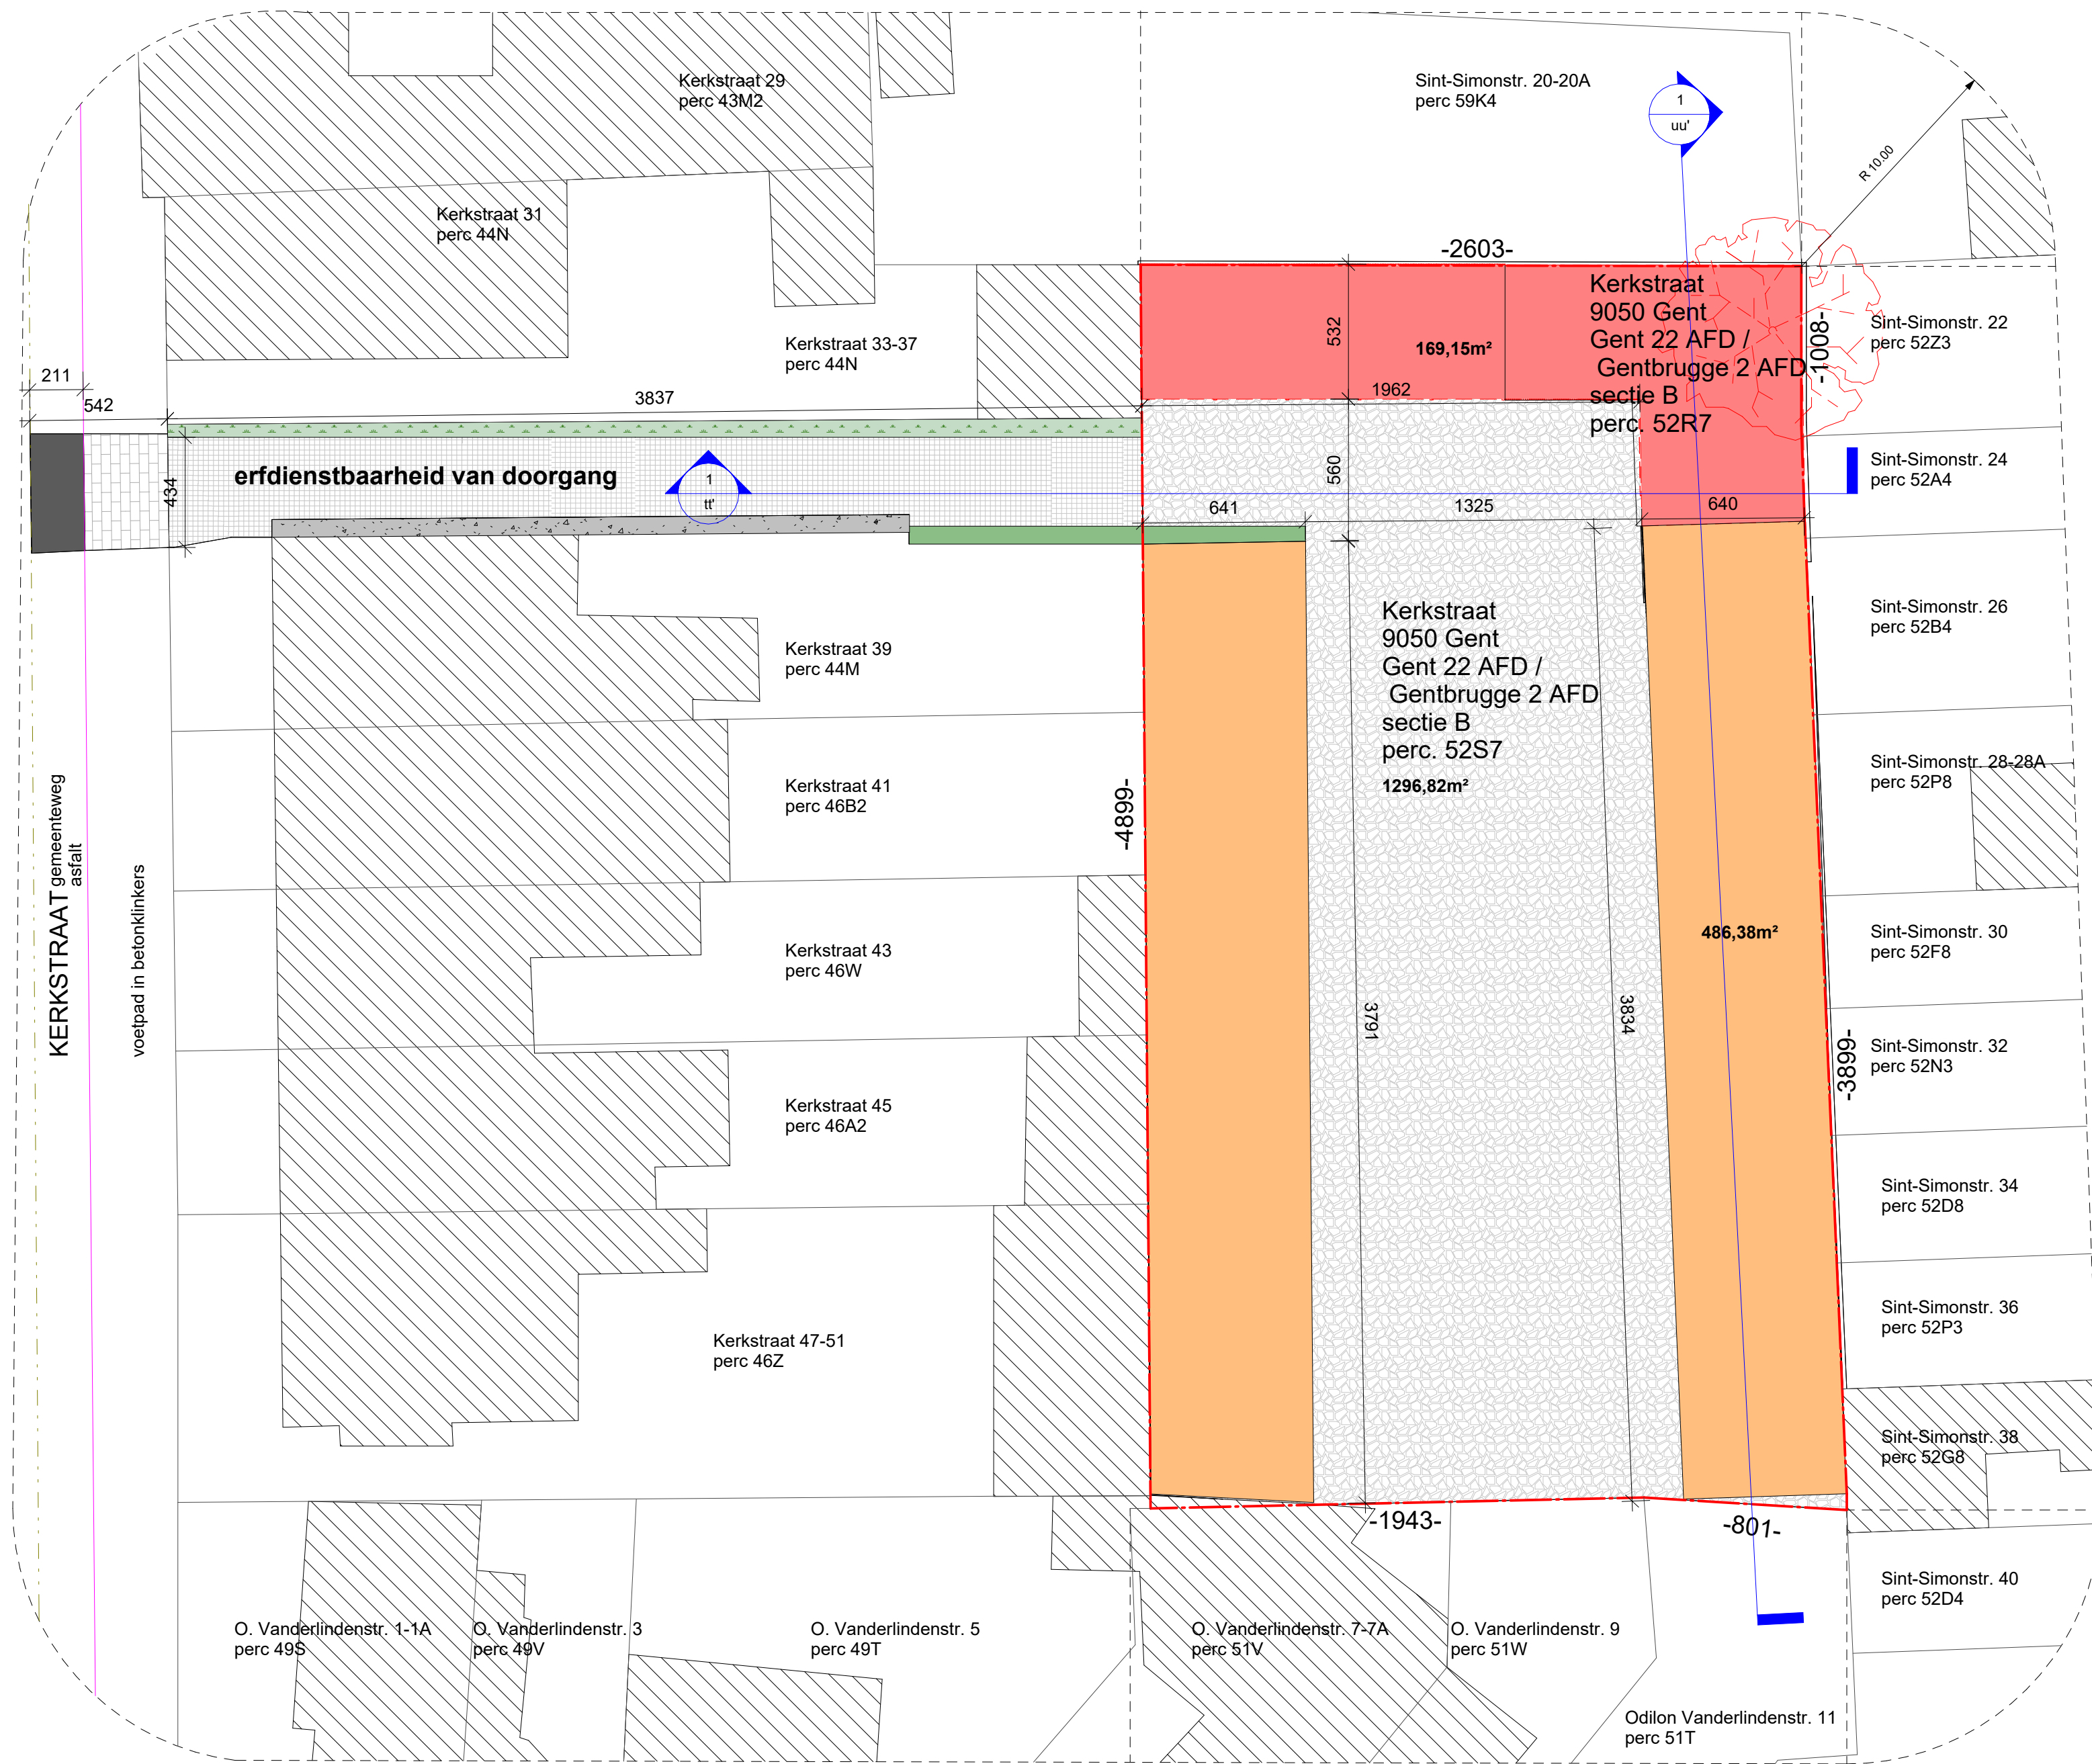 Kerkstraat 29
perc 43M2
Sint-Simonstr. 20-20A
perc 59K4
1
uu'
R 10.00
Kerkstraat 31
perc 44N
-2603-
Kerkstraat
9050 Gent
Gent 22 AFD /
Gentbrugge 2 AFD
sectie B
perc. 52R7
532
169,15m²
-1008-
Sint-Simonstr. 22
perc 52Z3
Kerkstraat 33-37
perc 44N
211
542
3837
1962
erfdienstbaarheid van doorgang
434
1
tt'
560
641
1325
640
Sint-Simonstr. 24
perc 52A4
Kerkstraat
9050 Gent
Gent 22 AFD /
Gentbrugge 2 AFD
sectie B
perc. 52S7
1296,82m²
Sint-Simonstr. 26
perc 52B4
Kerkstraat 39
perc 44M
Sint-Simonstr. 28-28A
perc 52P8
Kerkstraat 41
perc 46B2
-4899-
KERKSTRAAT gemeenteweg
asfalt
voetpad in betonklinkers
486,38m²
Sint-Simonstr. 30
perc 52F8
Kerkstraat 43
perc 46W
3791
3834
-3899-
Sint-Simonstr. 32
perc 52N3
Kerkstraat 45
perc 46A2
Sint-Simonstr. 34
perc 52D8
Kerkstraat 47-51
perc 46Z
Sint-Simonstr. 36
perc 52P3
Sint-Simonstr. 38
perc 52G8
-1943-
-801-
Sint-Simonstr. 40
perc 52D4
O. Vanderlindenstr. 1-1A
perc 49S
O. Vanderlindenstr. 3
perc 49V
O. Vanderlindenstr. 5
perc 49T
O. Vanderlindenstr. 7-7A
perc 51V
O. Vanderlindenstr. 9
perc 51W
Odilon Vanderlindenstr. 11
perc 51T